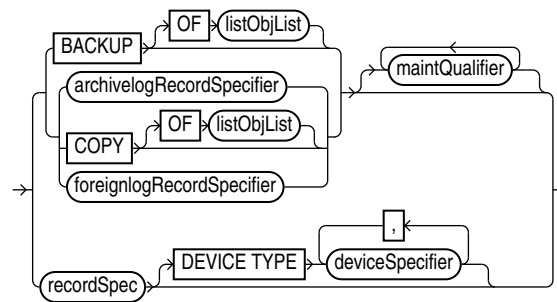 OF listObjList
BACKUP
maintQualifier
archivelogRecordSpecifier
OF listObjList
COPY
foreignlogRecordSpecifier
,
DEVICE TYPE deviceSpecifier
recordSpec